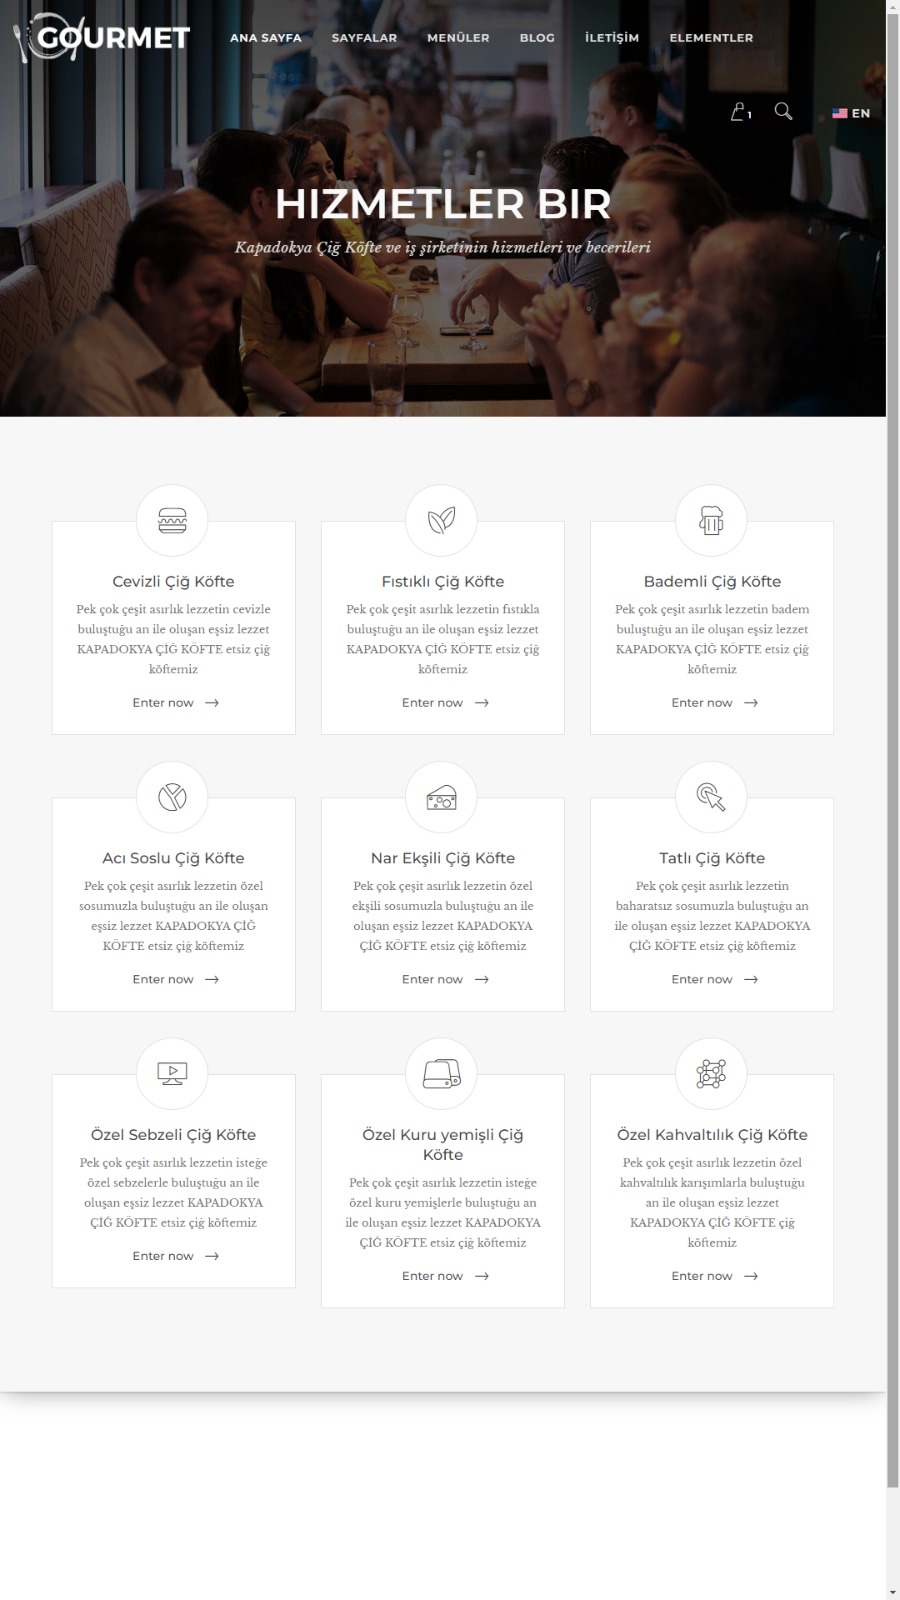 GOURMET
ANA SAYFA SAYFALAR MENÜLER BLOG İLETİŞİM ELEMENTLER
1 EN
HIZMETLER BIR
Kapadokya Çiğ Köfte ve iş şirketinin hizmetleri ve becerileri
Cevizli Çiğ Köfte
Pek çok çeşit asırlık lezzetin cevizle
buluştuğu an ile oluşan eşsiz lezzet
KAPADOKYA ÇİĞ KÖFTE etsiz çiğ
köftemiz
Enter now
Fıstıklı Çiğ Köfte
Pek çok çeşit asırlık lezzetin fıstıkla
buluştuğu an ile oluşan eşsiz lezzet
KAPADOKYA ÇİĞ KÖFTE etsiz çiğ
köftemiz
Enter now
Bademli Çiğ Köfte
Pek çok çeşit asırlık lezzetin badem
buluştuğu an ile oluşan eşsiz lezzet
KAPADOKYA ÇİĞ KÖFTE etsiz çiğ
köftemiz
Enter now
Acı Soslu Çiğ Köfte
Pek çok çeşit asırlık lezzetin özel
sosumuzla buluştuğu an ile oluşan
eşsiz lezzet KAPADOKYA ÇİĞ
KÖFTE etsiz çiğ köftemiz
Enter now
Nar Ekşili Çiğ Köfte
Pek çok çeşit asırlık lezzetin özel
ekşili sosumuzla buluştuğu an ile
oluşan eşsiz lezzet KAPADOKYA
ÇİĞ KÖFTE etsiz çiğ köftemiz
Enter now
Tatlı Çiğ Köfte
Pek çok çeşit asırlık lezzetin
baharatsız sosumuzla buluştuğu an
ile oluşan eşsiz lezzet KAPADOKYA
ÇİĞ KÖFTE etsiz çiğ köftemiz
Enter now
Özel Sebzeli Çiğ Köfte
Pek çok çeşit asırlık lezzetin isteğe
özel sebzelerle buluştuğu an ile
oluşan eşsiz lezzet KAPADOKYA
ÇİĞ KÖFTE etsiz çiğ köftemiz
Enter now
Özel Kuru yemişli Çiğ
Köfte
Pek çok çeşit asırlık lezzetin isteğe
özel kuru yemişlerle buluştuğu an
ile oluşan eşsiz lezzet KAPADOKYA
ÇİĞ KÖFTE etsiz çiğ köftemiz
Enter now
Özel Kahvaltılık Çiğ Köfte
Pek çok çeşit asırlık lezzetin özel
kahvaltılık karışımlarla buluştuğu
an ile oluşan eşsiz lezzet
KAPADOKYA ÇİĞ KÖFTE çiğ
köftemiz
Enter now